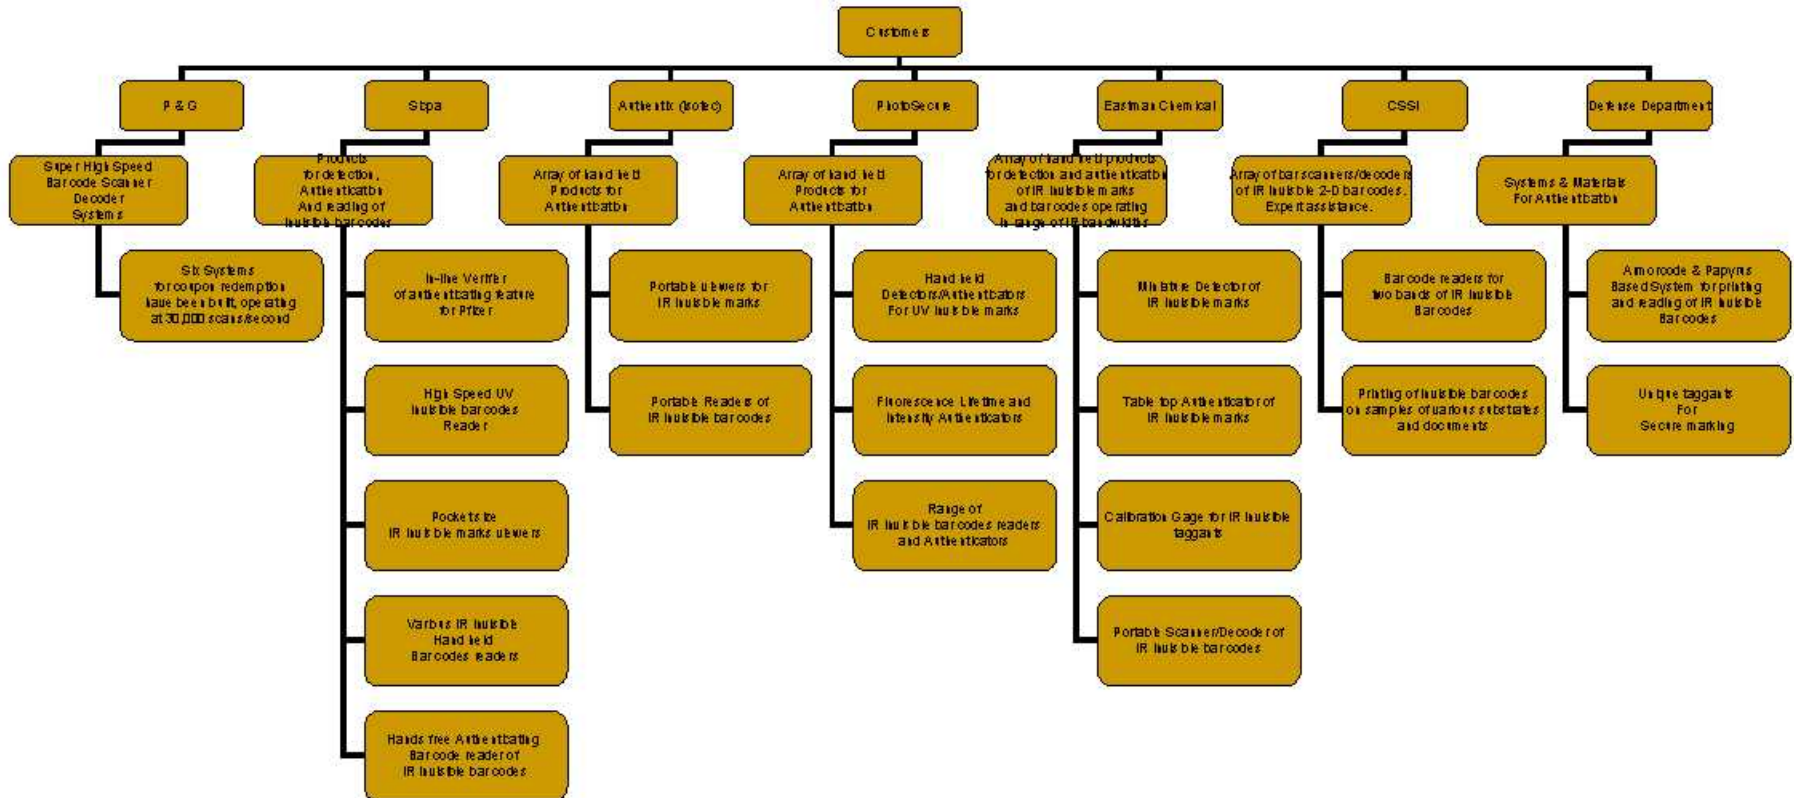 Customers
P & G
Sicpa
Authentix (Isotec)
PhotoSecure
Eastman Chemical
CSSI
Defense Department
Super High Speed
Barcode Scanner
Decoder
Systems
Products
for detection,
Authentication
And reading of
invisible barcodes
Array of hand held
Products for
Authentication
Array of hand held
Products for
Authentication
Array of hand held products
for detection and authentication
of IR invisible marks
and barcodes operating
in range of IR bandwidths
Array of bar scanners/decoders
of IR invisible 2-D barcodes.
Expert assistance.
Systems & Materials
For Authentication
Six Systems
for coupon redemption
have been built, operating
at 30,000 scans/second
In-line Verifier
of authenticating feature
for Pfizer
Portable viewers for
IR invisible marks
Hand held
Detectors/Authenticators
For UV invisible marks
Miniature Detector of
IR invisible marks
Barcode readers for
two bands of IR invisible
Barcodes
Armorcode & Papyrus
Based System for printing
and reading of IR invisible
Barcodes
High Speed UV
Invisible barcodes
Reader
Portable Readers of
IR invisible barcodes
Fluorescence Lifetime and
Intensity Authenticators
Table top Authenticator of
IR invisible marks
Printing of invisible barcodes
on samples of various substrates
and documents
Unique taggants
For
Secure marking
Pocket size
IR invisible marks viewers
Range of
IR invisible barcodes readers
and Authenticators
Calibration Gage for IR invisible
taggants
Various IR invisible
Hand held
Barcodes readers
Portable Scanner/Decoder of
IR invisible barcodes
Hands free Authenticating
Barcode reader of
IR invisible barcodes